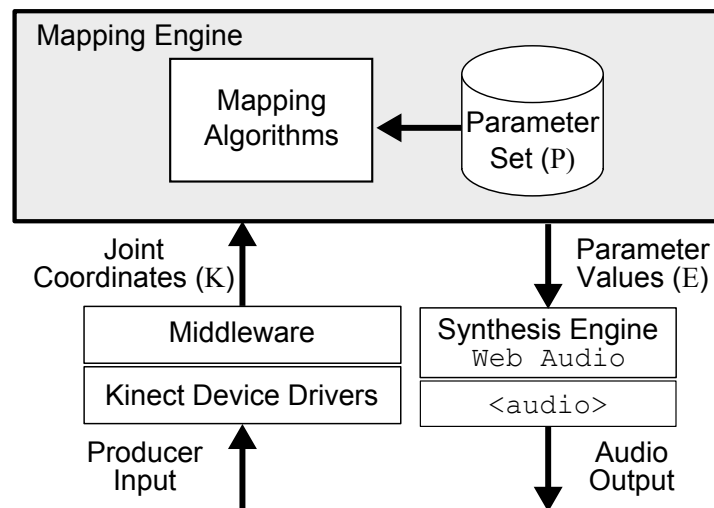 Mapping Engine
Mapping
Algorithms
Parameter
Set (P)
Joint
Coordinates (K)
Parameter
Values (E)
Middleware
Kinect Device Drivers
Synthesis Engine
Web Audio
<audio>
Producer
Input
Audio
Output